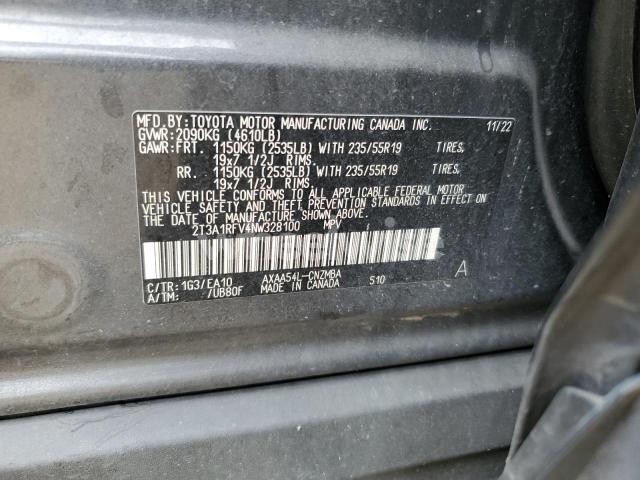 MFD.BY:TOYOTA MOTOR MANUFACTURING CANADA INC. 11/22
GVWR:2090KG (4610LB)
GAWR:FRT. 1150KG (2535LB) WITH 235/55R19 TIRES,
19x7 1/2J RIMS.
RR. 1150KG (2535LB) WITH 235/55R19 TIRES,
19x7 1/2J RIMS.
THIS VEHICLE CONFORMS TO ALL APPLICABLE FEDERAL MOTOR
VEHICLE SAFETY AND THEFT PREVENTION STANDARDS IN EFFECT ON
THE DATE OF MANUFACTURE SHOWN ABOVE.
2T3A1RFV4NW328100 MPV
C/TR: 1G3/EA10 AXAA54L-CNZMBA A
A/TM: /UB80F MADE IN CANADA 510